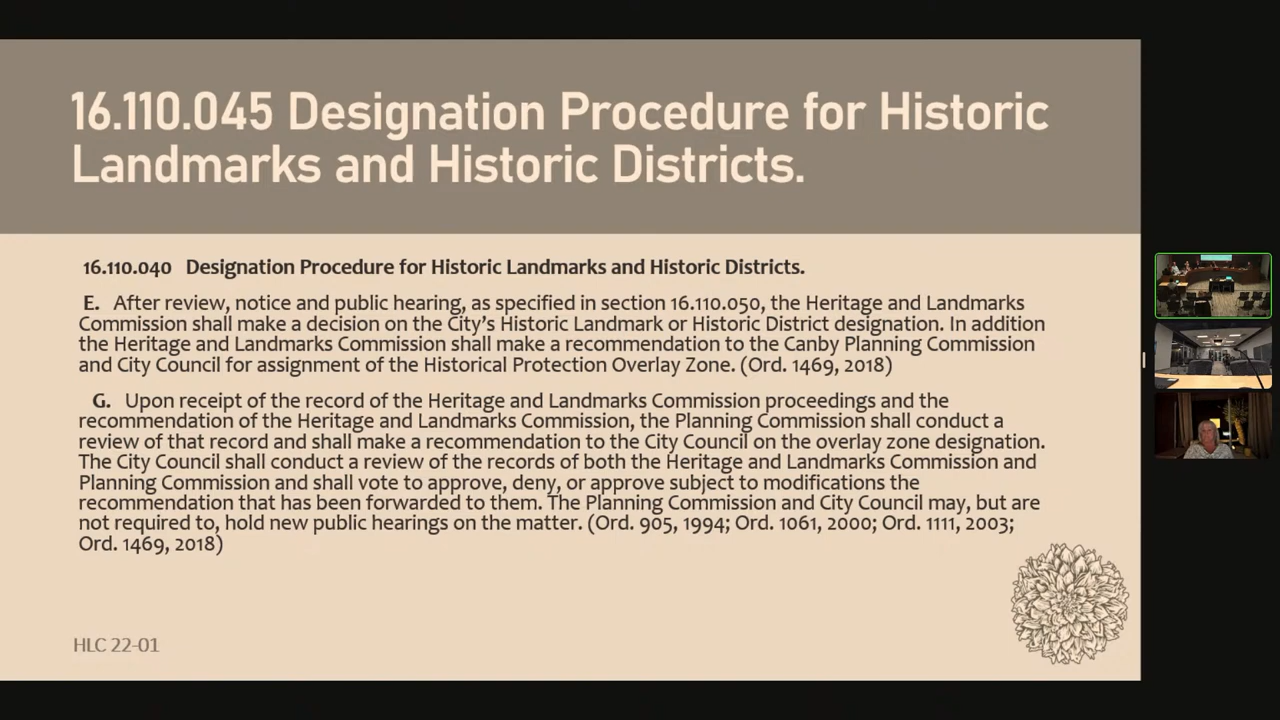 16.110.045 Designation Procedure for Historic
Landmarks and Historic Districts.
16.110.040 Designation Procedure for Historic Landmarks and Historic Districts.
E. After review, notice and public hearing, as specified in section 16.110.050, the Heritage and Landmarks
Commission shall make a decision on the City's Historic Landmark or Historic District designation. In addition
the Heritage and Landmarks Commission shall make a recommendation to the Canby Planning Commission
and City Council for assignment of the Historical Protection Overlay Zone. (Ord. 1469, 2018)
G. Upon receipt of the record of the Heritage and Landmarks Commission proceedings and the
recommendation of the Heritage and Landmarks Commission, the Planning Commission shall conduct a
review of that record and shall make a recommendation to the City Council on the overlay zone designation.
The City Council shall conduct a review of the records of both the Heritage and Landmarks Commission and
Planning Commission and shall vote to approve, deny, or approve subject to modifications the
recommendation that has been forwarded to them. The Planning Commission and City Council may, but are
not required to, hold new public hearings on the matter. (Ord. 905, 1994; Ord. 1061, 2000; Ord. 1111, 2003;
Ord. 1469, 2018)
HLC 22-01